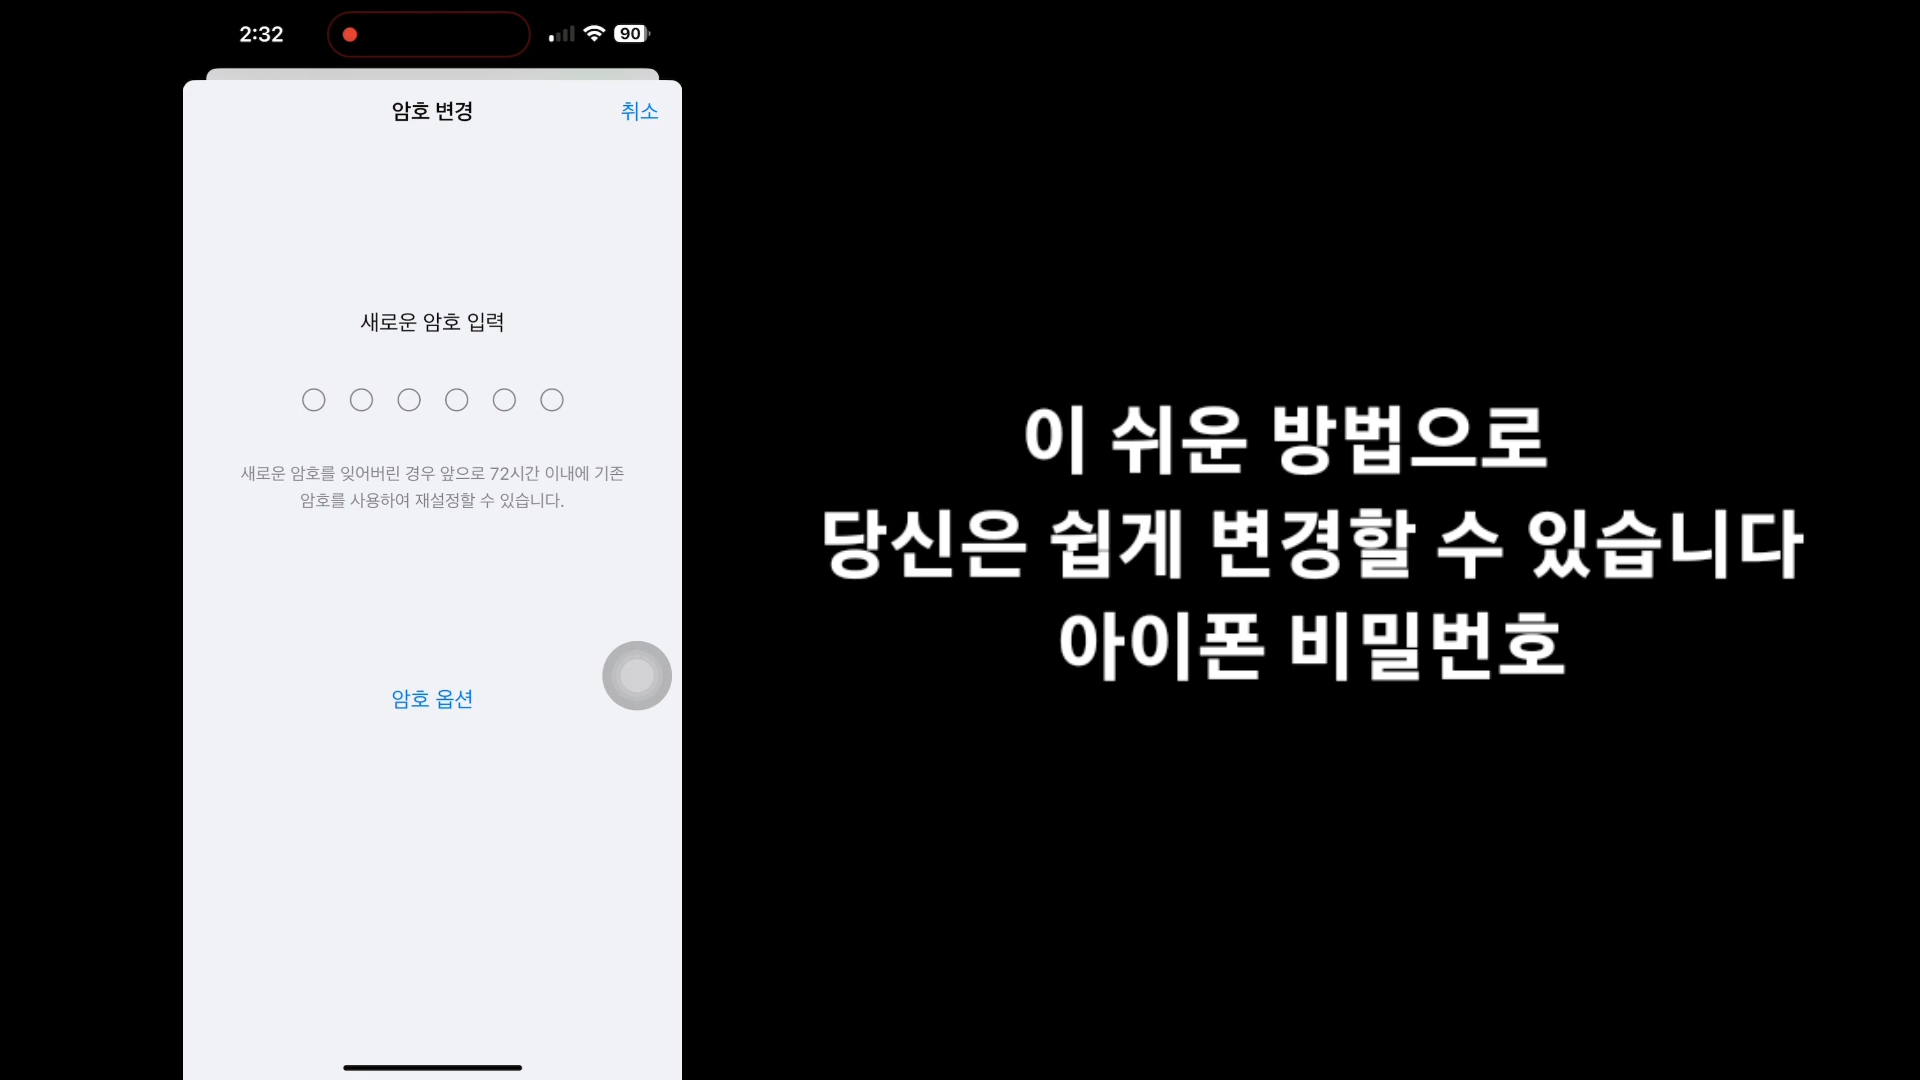 2:32
90
암호 변경
취소
새로운 암호 입력
새로운 암호를 잊어버린 경우 앞으로 72시간 이내에 기존
암호를 사용하여 재설정할 수 있습니다.
암호 옵션
이 쉬운 방법으로
당신은 쉽게 변경할 수 있습니다
아이폰 비밀번호